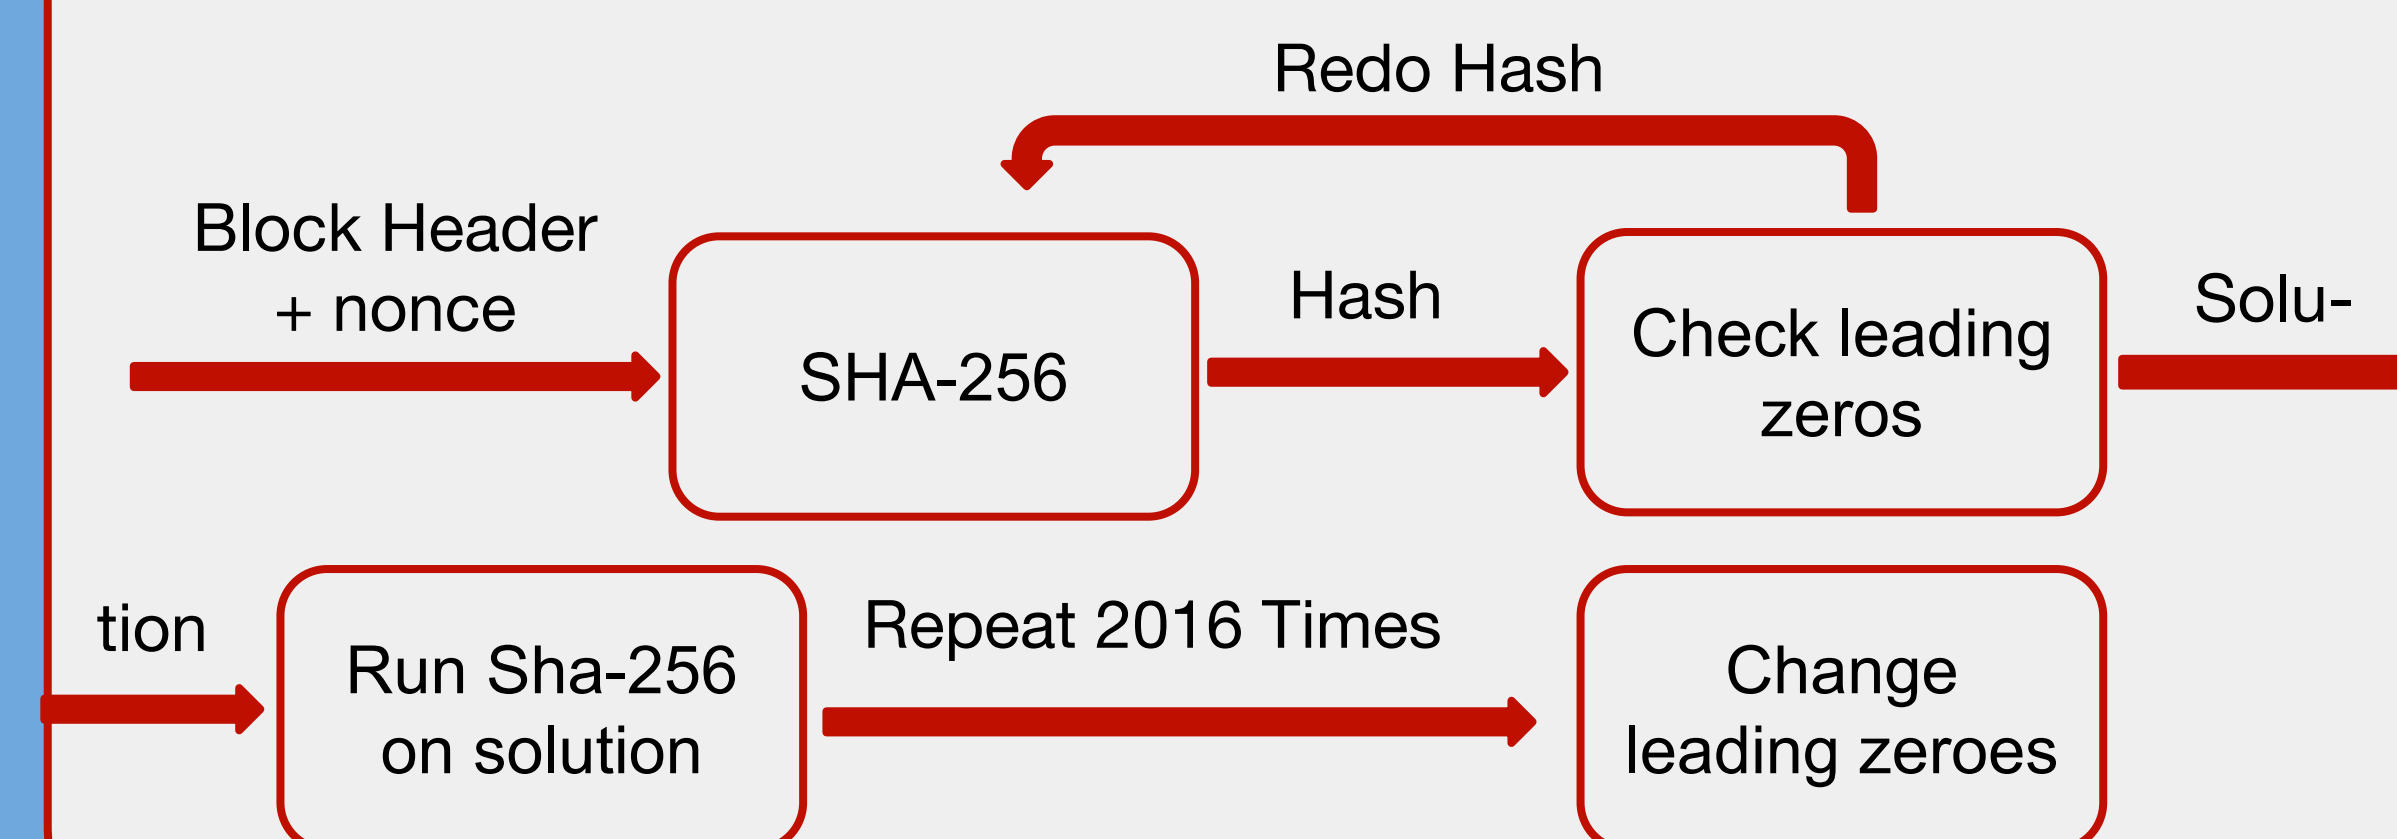 Redo Hash
Block Header
+ nonce
SHA-256
Hash
Check leading
zeros
Solu-
tion
Run Sha-256
on solution
Repeat 2016 Times
Change
leading zeroes